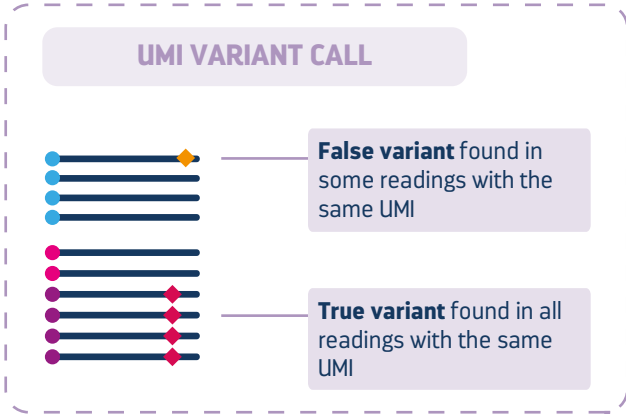 UMI VARIANT CALL
False variant found in
some readings with the
same UMI
True variant found in all
readings with the same
UMI